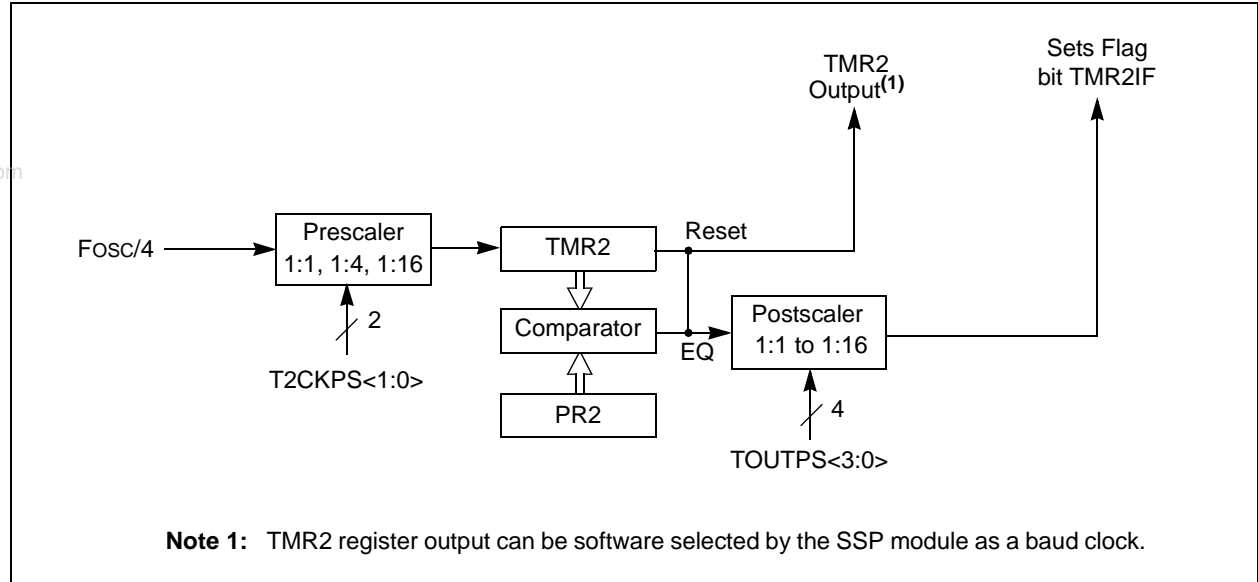 TMR2
Output(1)
Sets Flag
bit TMR2IF
om
Fosc/4
Prescaler
1:1, 1:4, 1:16
2
T2CKPS<1:0>
TMR2
Reset
Comparator
EQ
PR2
Postscaler
1:1 to 1:16
4
TOUTPS<3:0>
Note 1: TMR2 register output can be software selected by the SSP module as a baud clock.